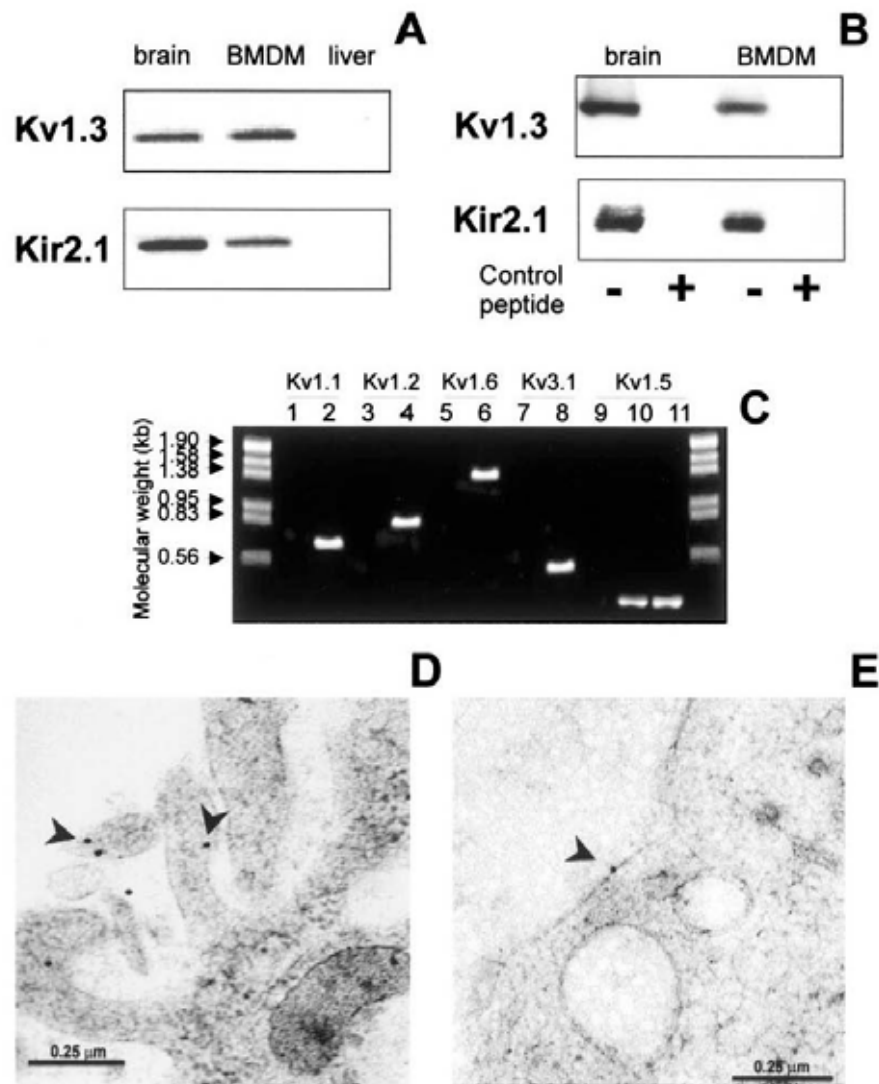 A
brain BMDM liver
Kv1.3
Kir2.1
B
brain BMDM
Kv1.3
Kir2.1
Control
peptide - + - +
C
Kv1.1 Kv1.2 Kv1.6 Kv3.1 Kv1.5
1 2 3 4 5 6 7 8 9 10 11
Molecular weight (kb)
1.90
1.58
1.38
0.95
0.83
0.56
D
0.25 µm
E
0.25 µm